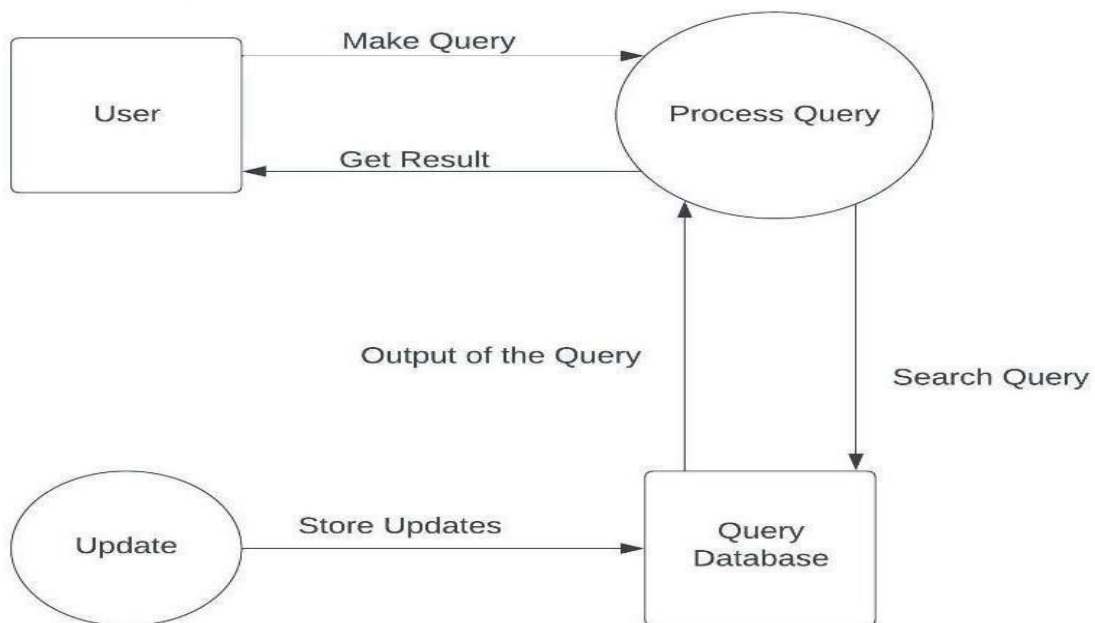 Make Query
User
Process Query
Get Result
Output of the Query
Search Query
Store Updates
Update
Query
Database